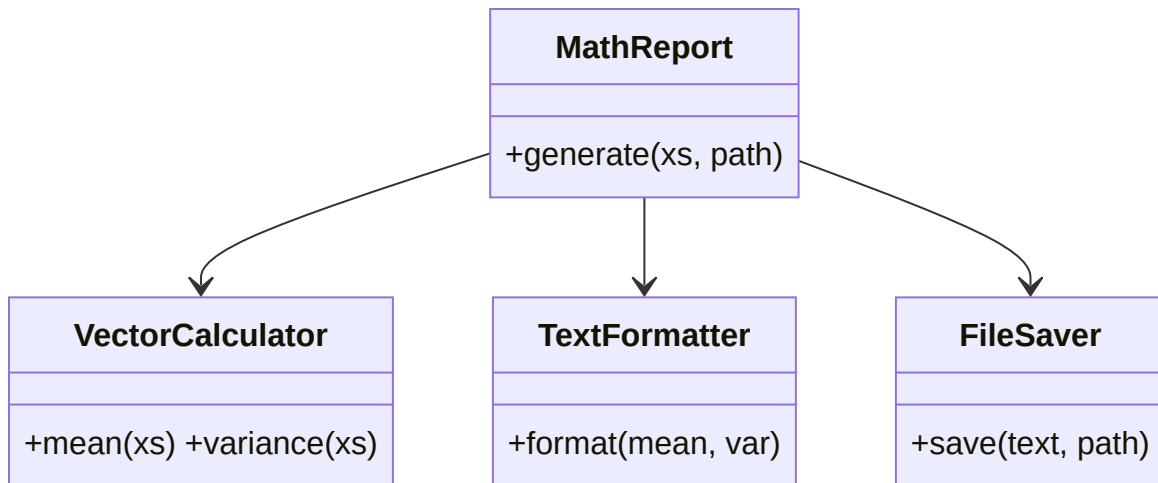 MathReport
+generate(xs, path)
VectorCalculator
+mean(xs) +variance(xs)
TextFormatter
+format(mean, var)
FileSaver
+save(text, path)